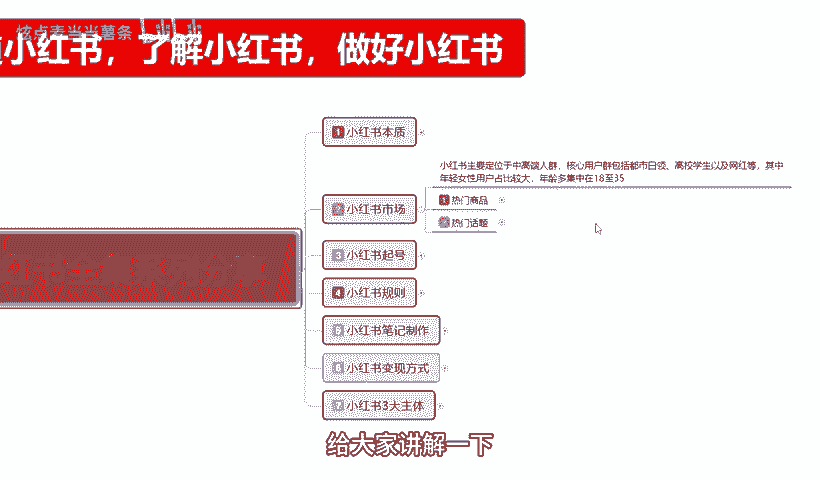 小红书，了解小红书，做好小红书
1 小红书本质
小红书主要定位于中高端人群，核心用户群包括都市白领、高校学生以及网红等，其中
年轻女性用户占比较大，年龄多集中在18至35
2 小红书市场
1 热门商品
2 热门话题
3 小红书起号
4 小红书规则
5 小红书笔记制作
6 小红书变现方式
7 小红书3大主体
给大家讲解一下